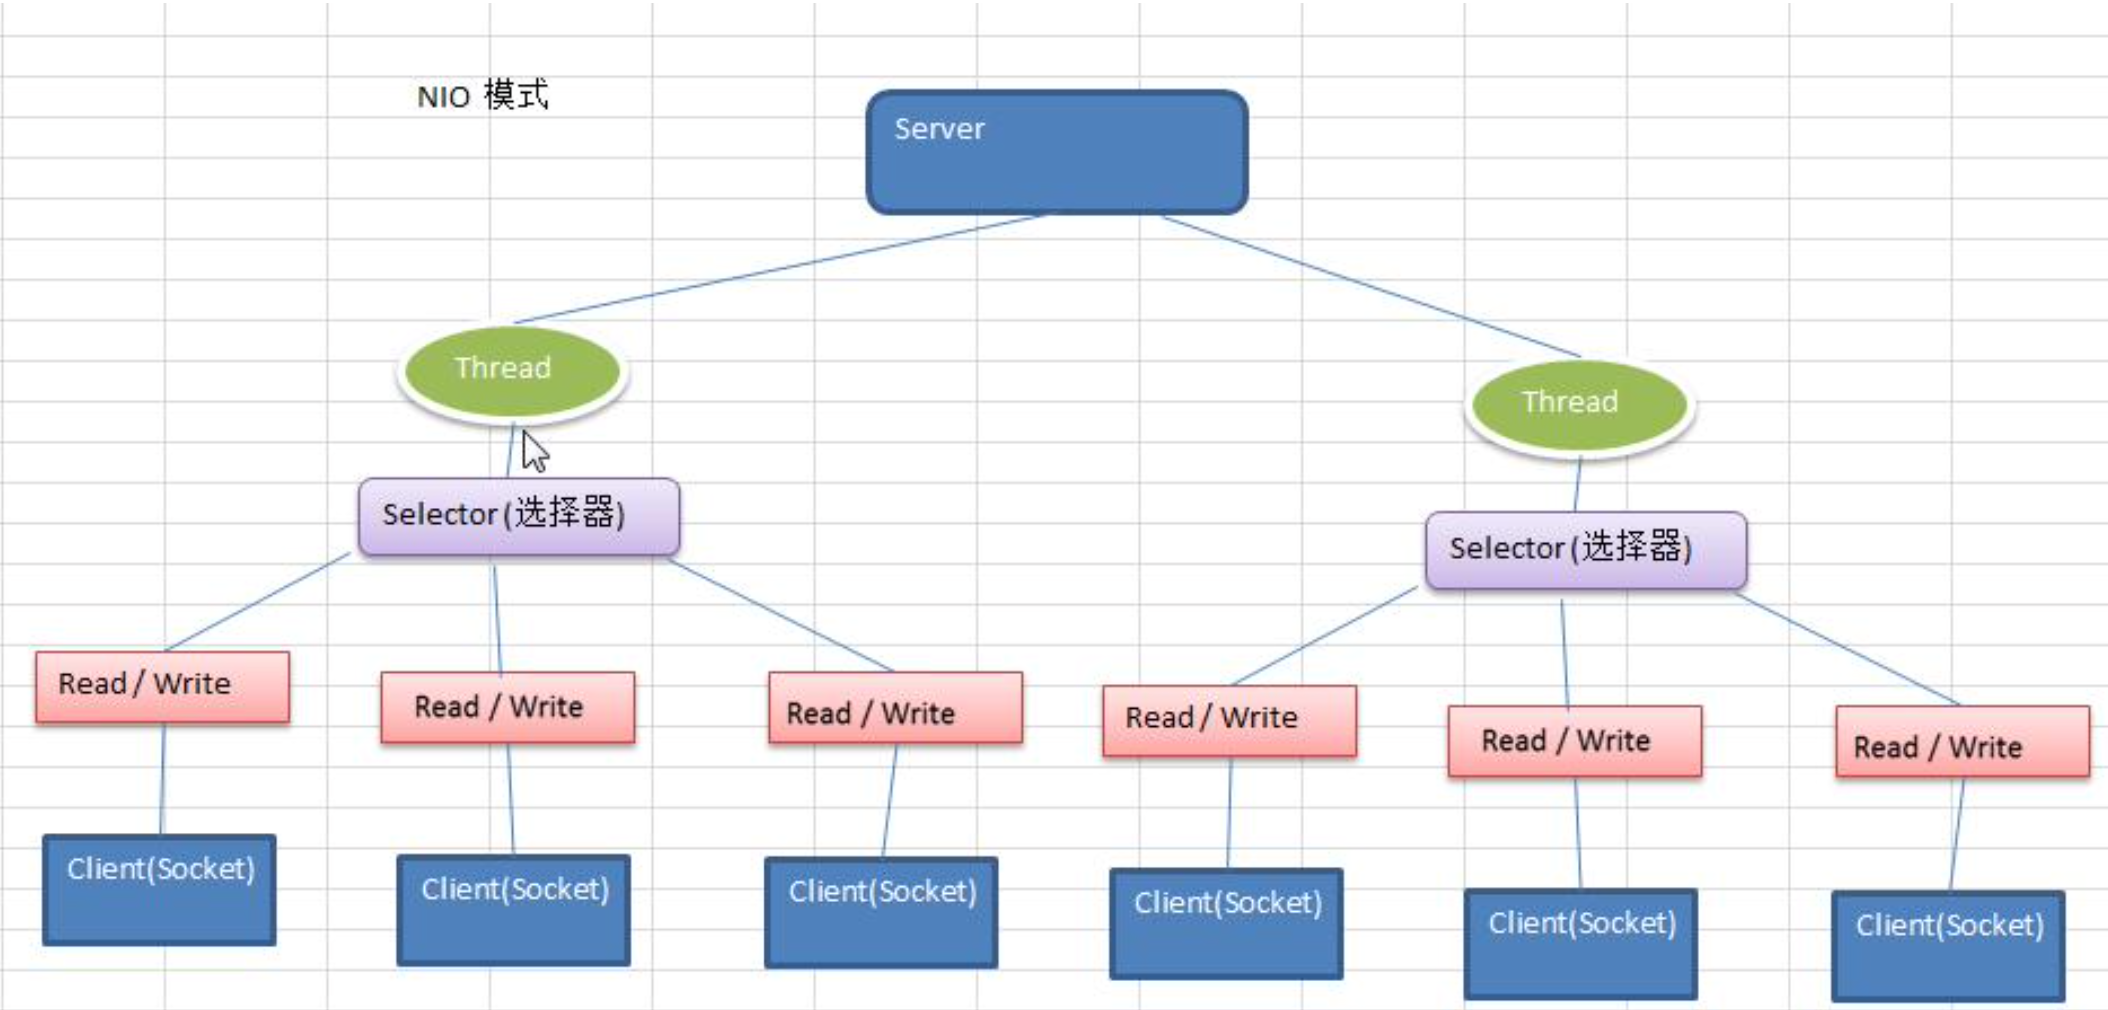 NIO 模式
Server
Thread
Thread
Selector(选择器)
Selector(选择器)
Read / Write
Read / Write
Read / Write
Read / Write
Read / Write
Read / Write
Client(Socket)
Client(Socket)
Client(Socket)
Client(Socket)
Client(Socket)
Client(Socket)